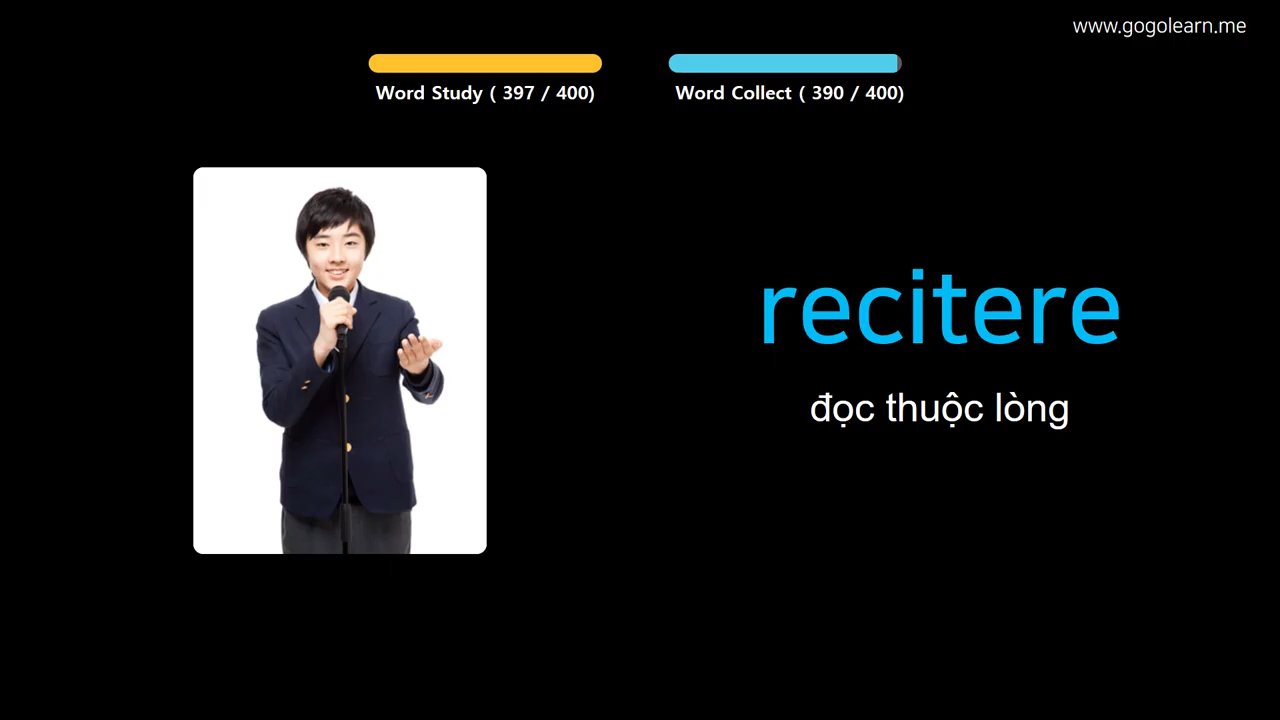 www.gogolearn.me
Word Study ( 397 / 400)
Word Collect ( 390 / 400)
recitere
đọc thuộc lòng